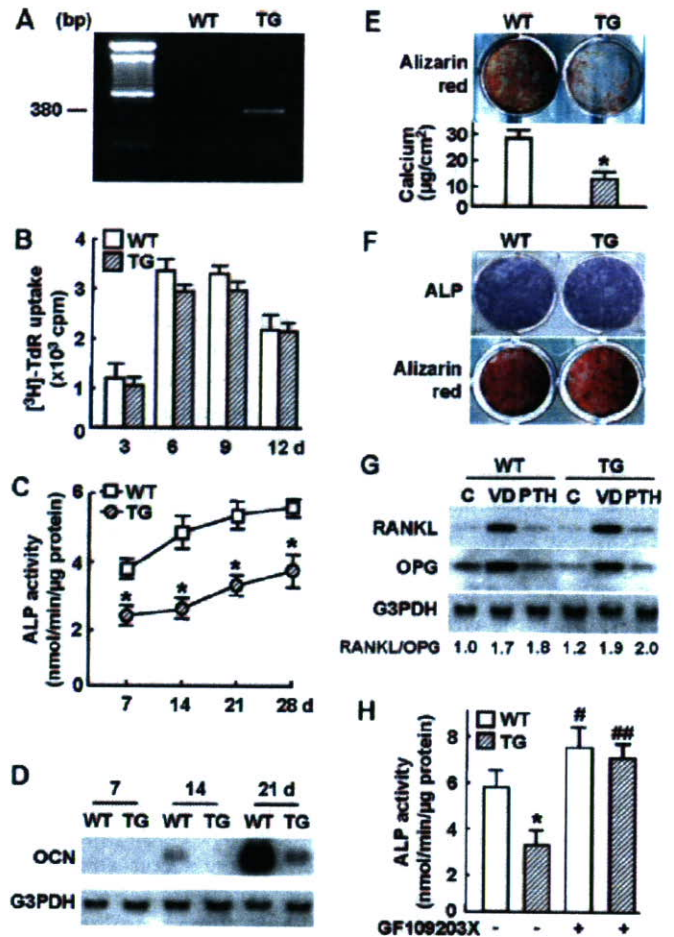 A
(bp) WT TG
380
B
WT
TG
[³H]-TdR uptake
(x10³ cpm)
4
3
2
1
0
3 6 9 12 d
C
WT
TG
ALP activity
(nmol/min/µg protein)
6
4
2
0
* * * *
7 14 21 28 d
D
7 14 21 d
WT TG WT TG WT TG
OCN
G3PDH
E
WT TG
Alizarin
red
Calcium
(µg/cm²)
30
20
10
0
*
F
WT TG
ALP
Alizarin
red
G
WT TG
C VD PTH C VD PTH
RANKL
OPG
G3PDH
RANKL/OPG 1.0 1.7 1.8 1.2 1.9 2.0
H
WT
TG
ALP activity
(nmol/min/µg protein)
8
6
4
2
0
* # ##
GF109203X - - + +